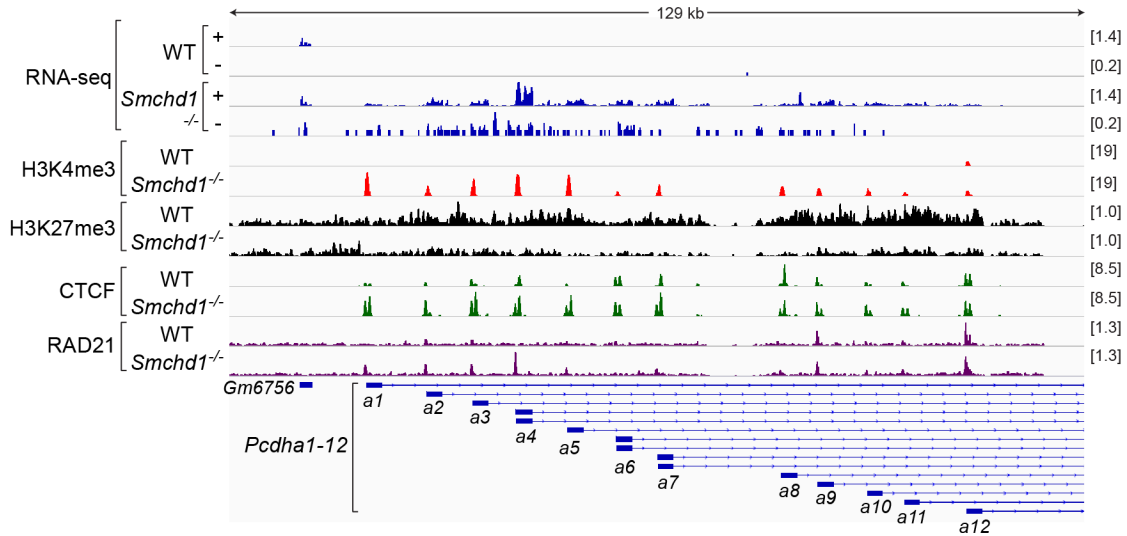 129 kb
RNA-seq
WT
+
[1.4]
-
[0.2]
Smchd1
-/-
+
[1.4]
-
[0.2]
H3K4me3
WT
[19]
Smchd1-/-
[19]
H3K27me3
WT
[1.0]
Smchd1-/-
[1.0]
CTCF
WT
[8.5]
Smchd1-/-
[8.5]
RAD21
WT
[1.3]
Smchd1-/-
[1.3]
Gm6756
Pcdha1-12
a1
a2
a3
a4
a5
a6
a7
a8
a9
a10
a11
a12